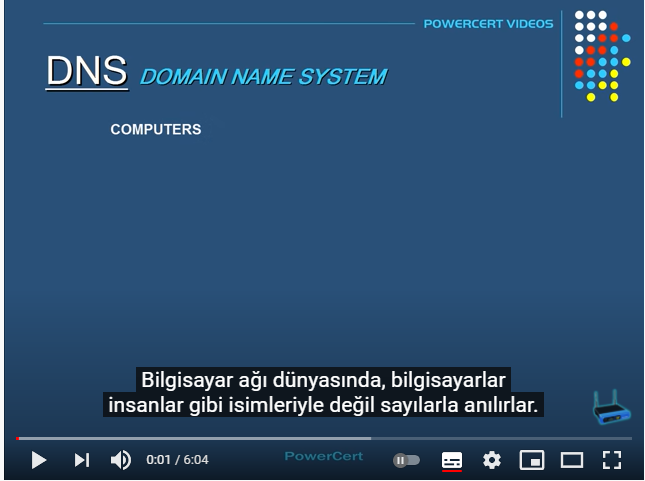 POWERCERT VIDEOS
DNS DOMAIN NAME SYSTEM
COMPUTERS
Bilgisayar ağı dünyasında, bilgisayarlar
insanlar gibi isimleriyle değil sayılarla anılırlar.
0:01 / 6:04
PowerCert